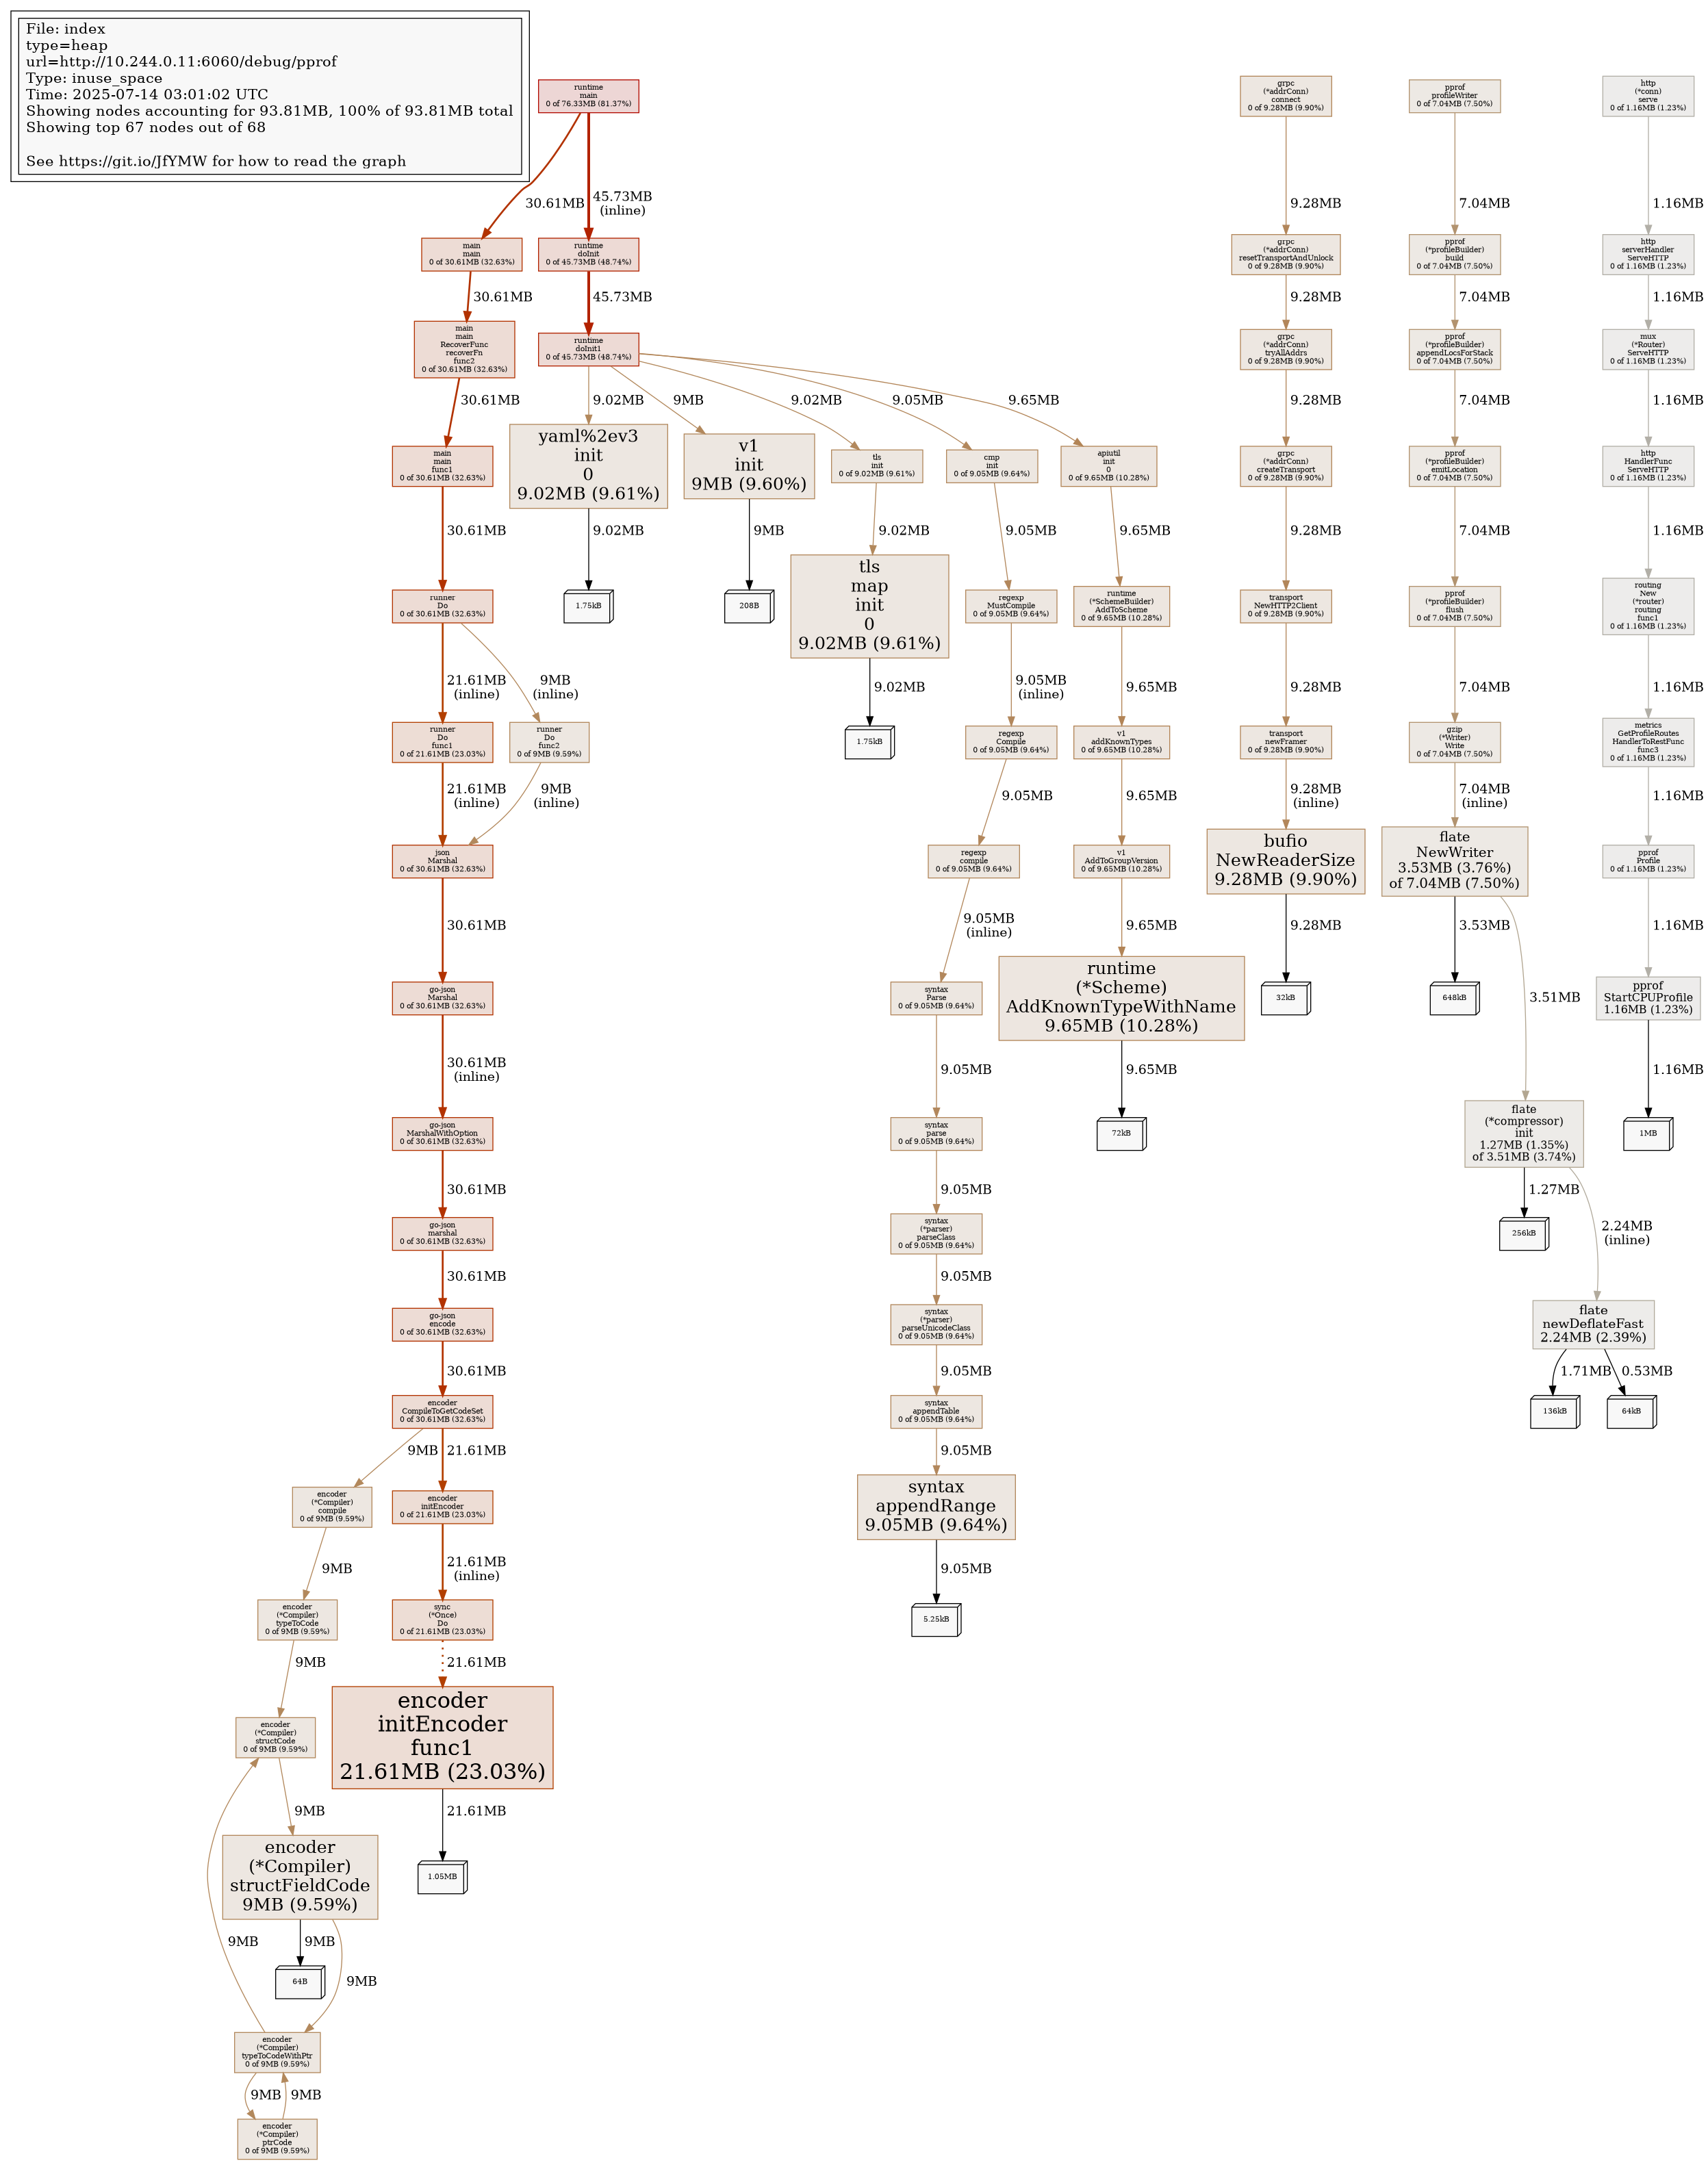 File: index
type=heap
url=http://10.244.0.11:6060/debug/pprof
Type: inuse_space
Time: 2025-07-14 03:01:02 UTC
Showing nodes accounting for 93.81MB, 100% of 93.81MB total
Showing top 67 nodes out of 68
See https://git.io/JfYMW for how to read the graph
runtime
main
0 of 76.33MB (81.37%)
30.61MB
45.73MB
(inline)
main
main
0 of 30.61MB (32.63%)
runtime
doInit
0 of 45.73MB (48.74%)
30.61MB
45.73MB
main
main
RecoverFunc
recoverFn
func2
0 of 30.61MB (32.63%)
runtime
doInit1
0 of 45.73MB (48.74%)
30.61MB
9.02MB
9MB
9.02MB
9.05MB
9.65MB
main
main
func1
0 of 30.61MB (32.63%)
30.61MB
yaml%2ev3
init
0
9.02MB (9.61%)
9.02MB
1.75kB
v1
init
9MB (9.60%)
9MB
208B
tls
init
0 of 9.02MB (9.61%)
9.02MB
tls
map
init
0
9.02MB (9.61%)
9.02MB
1.75kB
cmp
init
0 of 9.05MB (9.64%)
9.05MB
regexp
MustCompile
0 of 9.05MB (9.64%)
9.05MB
(inline)
regexp
Compile
0 of 9.05MB (9.64%)
9.05MB
regexp
compile
0 of 9.05MB (9.64%)
9.05MB
(inline)
syntax
Parse
0 of 9.05MB (9.64%)
9.05MB
syntax
parse
0 of 9.05MB (9.64%)
9.05MB
syntax
(*parser)
parseClass
0 of 9.05MB (9.64%)
9.05MB
syntax
(*parser)
parseUnicodeClass
0 of 9.05MB (9.64%)
9.05MB
syntax
appendTable
0 of 9.05MB (9.64%)
9.05MB
syntax
appendRange
9.05MB (9.64%)
9.05MB
5.25kB
apiutil
init
0
0 of 9.65MB (10.28%)
9.65MB
runtime
(*SchemeBuilder)
AddToScheme
0 of 9.65MB (10.28%)
9.65MB
v1
addKnownTypes
0 of 9.65MB (10.28%)
9.65MB
v1
AddToGroupVersion
0 of 9.65MB (10.28%)
9.65MB
runtime
(*Scheme)
AddKnownTypeWithName
9.65MB (10.28%)
9.65MB
72kB
runner
Do
0 of 30.61MB (32.63%)
21.61MB
(inline)
9MB
(inline)
runner
Do
func1
0 of 21.61MB (23.03%)
runner
Do
func2
0 of 9MB (9.59%)
21.61MB
(inline)
9MB
(inline)
json
Marshal
0 of 30.61MB (32.63%)
30.61MB
go-json
Marshal
0 of 30.61MB (32.63%)
30.61MB
(inline)
go-json
MarshalWithOption
0 of 30.61MB (32.63%)
30.61MB
go-json
marshal
0 of 30.61MB (32.63%)
30.61MB
go-json
encode
0 of 30.61MB (32.63%)
30.61MB
encoder
CompileToGetCodeSet
0 of 30.61MB (32.63%)
9MB
21.61MB
encoder
(*Compiler)
compile
0 of 9MB (9.59%)
encoder
initEncoder
0 of 21.61MB (23.03%)
9MB
21.61MB
(inline)
encoder
(*Compiler)
typeToCode
0 of 9MB (9.59%)
sync
(*Once)
Do
0 of 21.61MB (23.03%)
9MB
21.61MB
encoder
(*Compiler)
structCode
0 of 9MB (9.59%)
encoder
initEncoder
func1
21.61MB (23.03%)
9MB
21.61MB
encoder
(*Compiler)
structFieldCode
9MB (9.59%)
1.05MB
9MB
9MB
9MB
64B
encoder
(*Compiler)
typeToCodeWithPtr
0 of 9MB (9.59%)
9MB
9MB
encoder
(*Compiler)
ptrCode
0 of 9MB (9.59%)
grpc
(*addrConn)
connect
0 of 9.28MB (9.90%)
9.28MB
grpc
(*addrConn)
resetTransportAndUnlock
0 of 9.28MB (9.90%)
9.28MB
grpc
(*addrConn)
tryAllAddrs
0 of 9.28MB (9.90%)
9.28MB
grpc
(*addrConn)
createTransport
0 of 9.28MB (9.90%)
9.28MB
transport
NewHTTP2Client
0 of 9.28MB (9.90%)
9.28MB
transport
newFramer
0 of 9.28MB (9.90%)
9.28MB
(inline)
bufio
NewReaderSize
9.28MB (9.90%)
9.28MB
32kB
pprof
profileWriter
0 of 7.04MB (7.50%)
7.04MB
pprof
(*profileBuilder)
build
0 of 7.04MB (7.50%)
7.04MB
pprof
(*profileBuilder)
appendLocsForStack
0 of 7.04MB (7.50%)
7.04MB
pprof
(*profileBuilder)
emitLocation
0 of 7.04MB (7.50%)
7.04MB
pprof
(*profileBuilder)
flush
0 of 7.04MB (7.50%)
7.04MB
gzip
(*Writer)
Write
0 of 7.04MB (7.50%)
7.04MB
(inline)
flate
NewWriter
3.53MB (3.76%)
of 7.04MB (7.50%)
3.53MB
648kB
3.51MB
flate
(*compressor)
init
1.27MB (1.35%)
of 3.51MB (3.74%)
1.27MB
256kB
2.24MB
(inline)
flate
newDeflateFast
2.24MB (2.39%)
1.71MB
0.53MB
136kB
64kB
http
(*conn)
serve
0 of 1.16MB (1.23%)
1.16MB
http
serverHandler
ServeHTTP
0 of 1.16MB (1.23%)
1.16MB
mux
(*Router)
ServeHTTP
0 of 1.16MB (1.23%)
1.16MB
http
HandlerFunc
ServeHTTP
0 of 1.16MB (1.23%)
1.16MB
routing
New
(*router)
routing
func1
0 of 1.16MB (1.23%)
1.16MB
metrics
GetProfileRoutes
HandlerToRestFunc
func3
0 of 1.16MB (1.23%)
1.16MB
pprof
Profile
0 of 1.16MB (1.23%)
1.16MB
pprof
StartCPUProfile
1.16MB (1.23%)
1.16MB
1MB